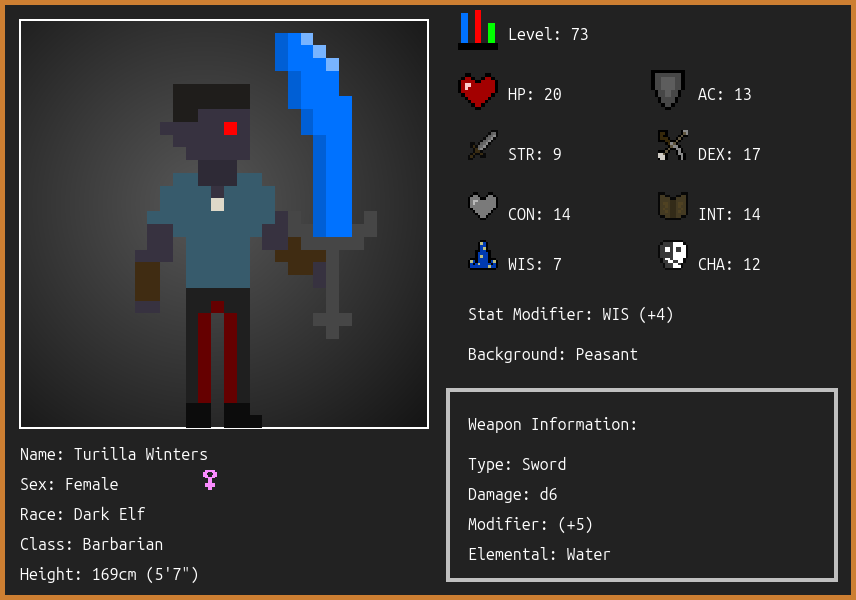 Level: 73
HP: 20
AC: 13
STR: 9
DEX: 17
CON: 14
INT: 14
WIS: 7
CHA: 12
Stat Modifier: WIS (+4)
Background: Peasant
Weapon Information:
Type: Sword
Damage: d6
Modifier: (+5)
Elemental: Water
Name: Turilla Winters
Sex: Female
Race: Dark Elf
Class: Barbarian
Height: 169cm (5'7")